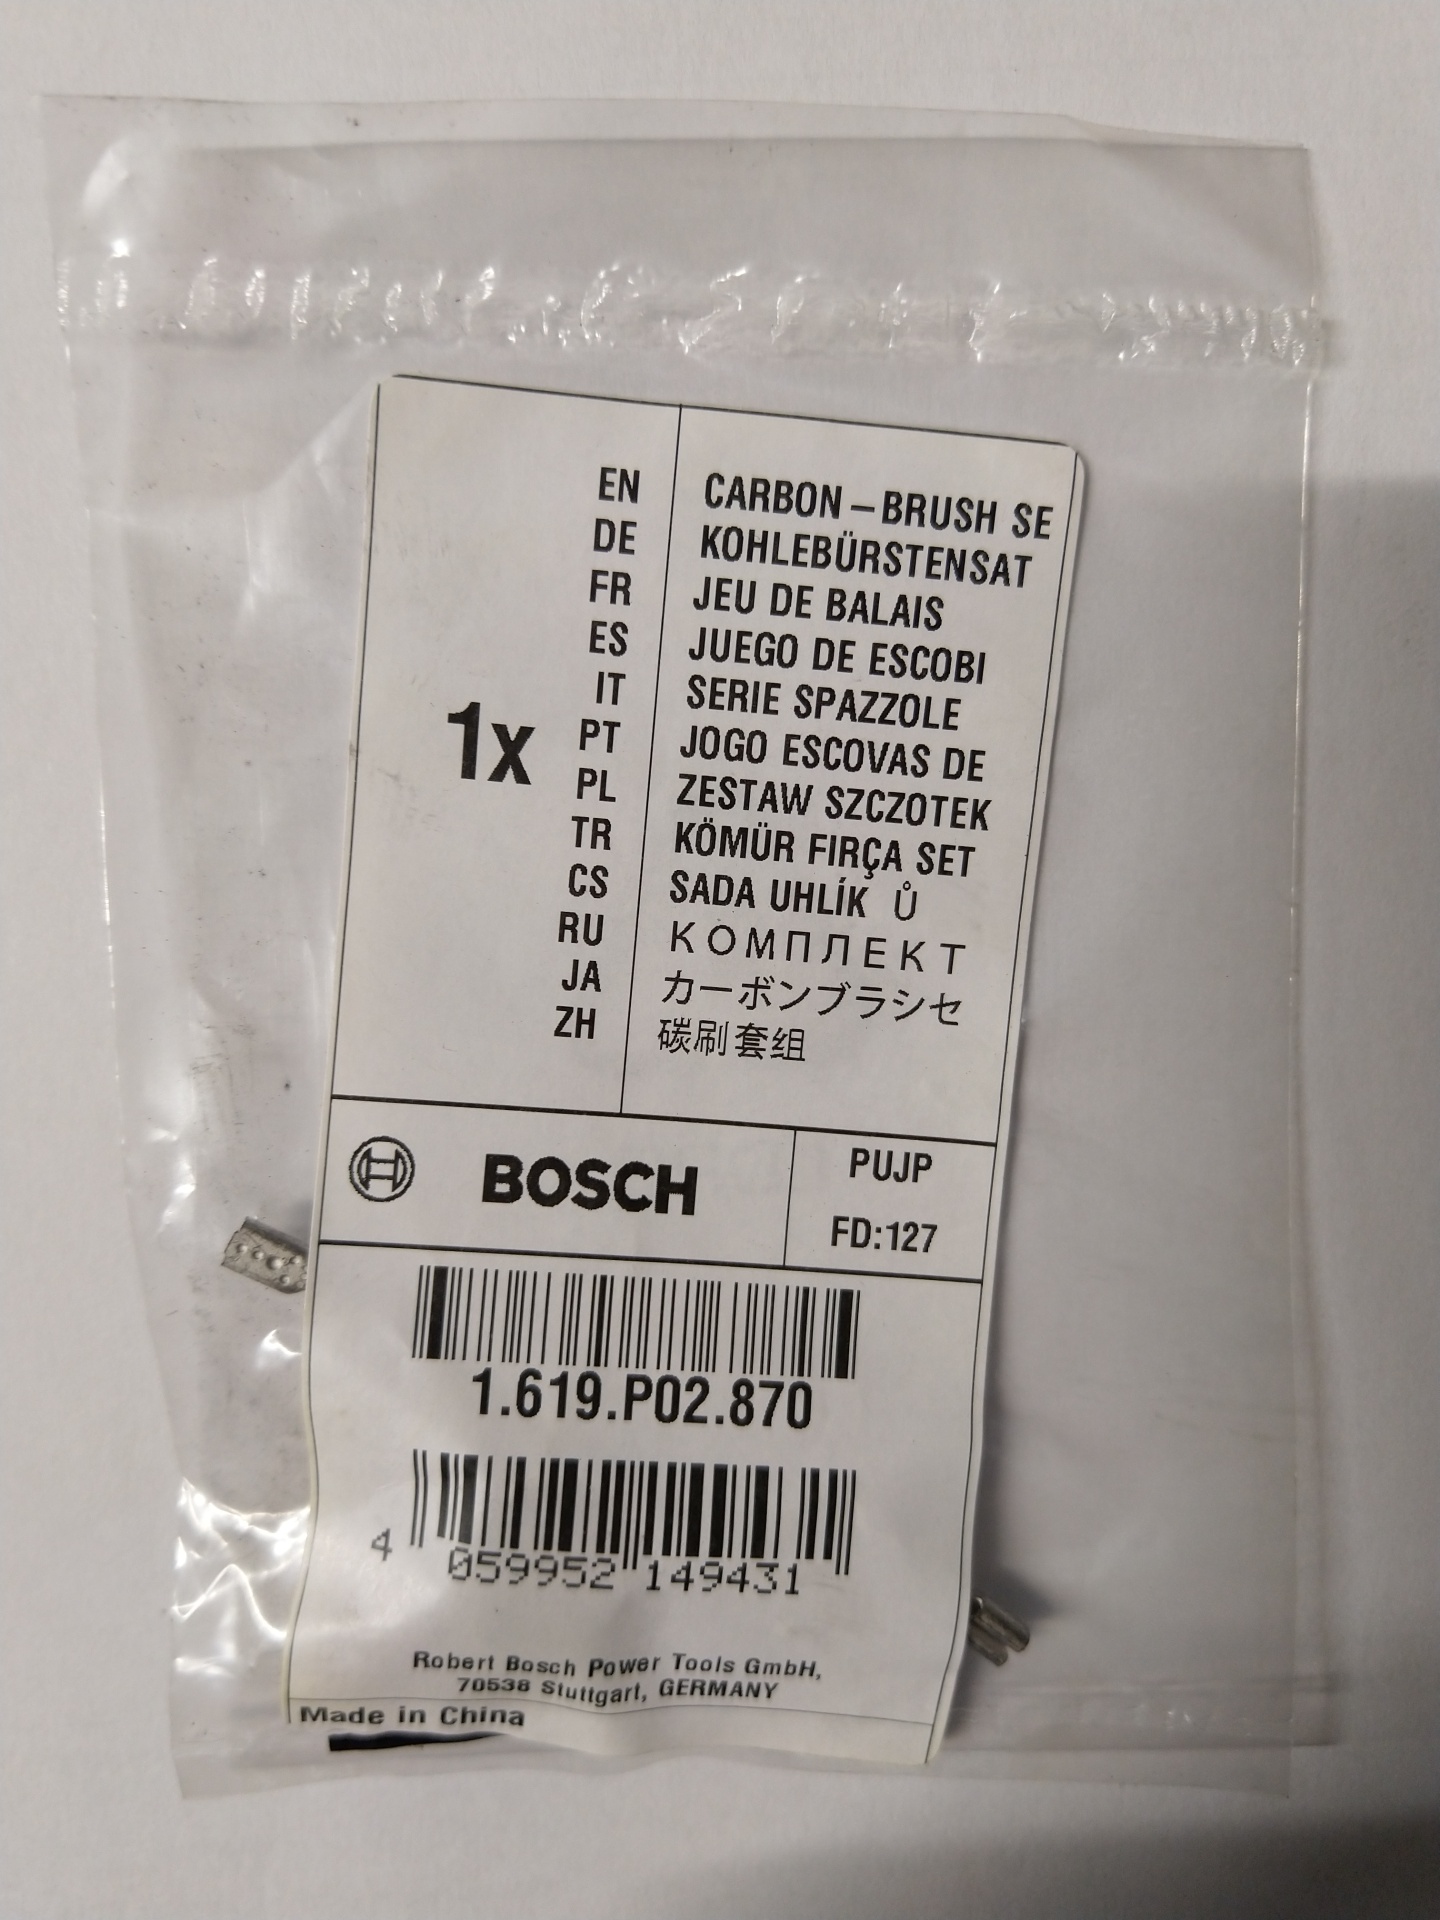 1x
EN CARBON-BRUSH SE
DE KOHLEBÜRSTENSAT
FR JEU DE BALAIS
ES JUEGO DE ESCOBI
IT SERIE SPAZZOLE
PT JOGO ESCOVAS DE
PL ZESTAW SZCZOTEK
TR KÖMÜR FIRÇA SET
CS SADA UHLÍK Ů
RU КОМПЛЕКТ
JA カーボンブラシセ
ZH 碳刷套组
BOSCH
PUJP
FD:127
1.619.P02.870
4 059952 149431
Robert Bosch Power Tools GmbH,
70538 Stuttgart, GERMANY
Made in China